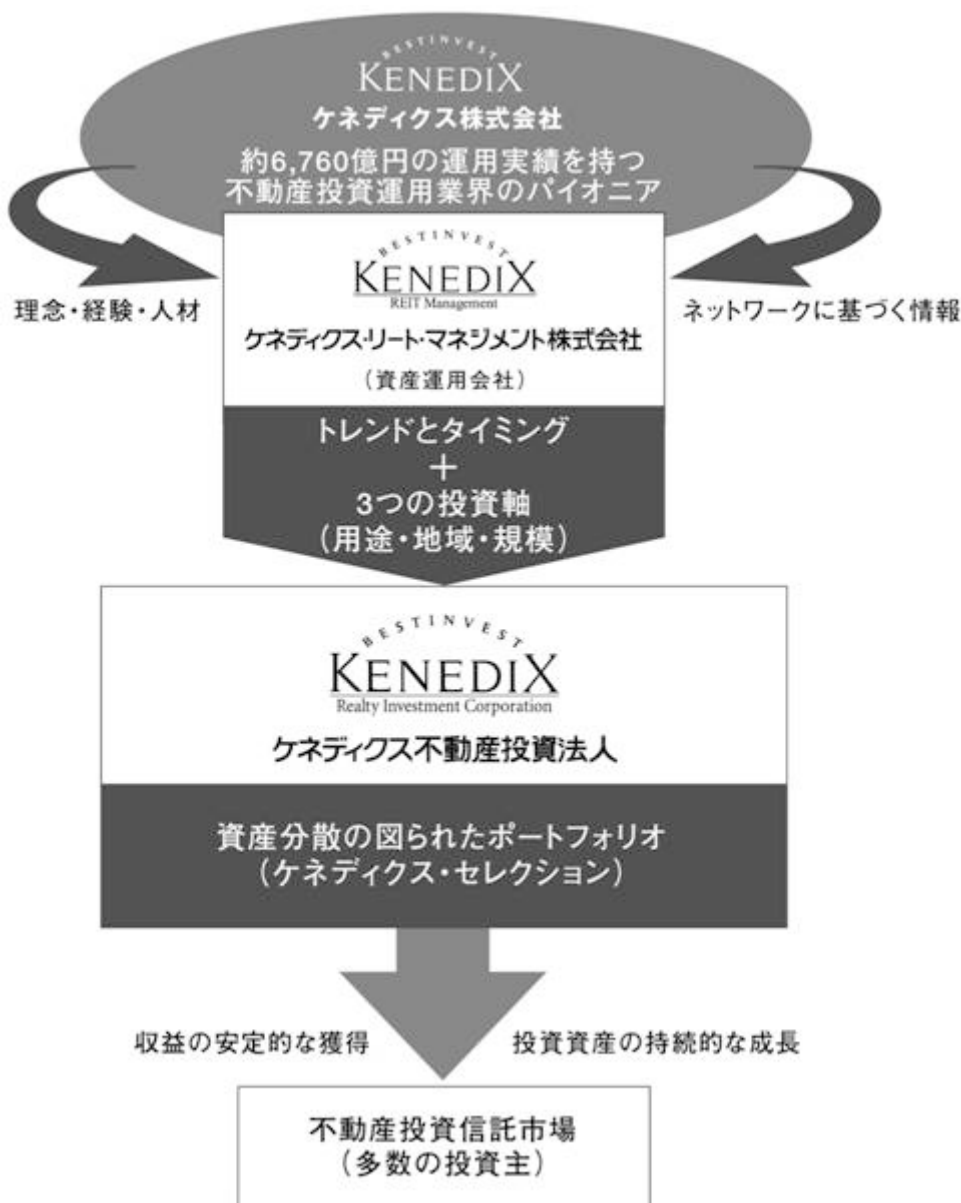 BESTINVEST
KENEDIX
ケネディクス株式会社
約6,760億円の運用実績を持つ
不動産投資運用業界のパイオニア
BESTINVEST
KENEDIX
REIT Management
理念・経験・人材
ネットワークに基づく情報
ケネディクス・リート・マネジメント株式会社
（資産運用会社）
トレンドとタイミング
＋
3つの投資軸
（用途・地域・規模）
BESTINVEST
KENEDIX
Realty Investment Corporation
ケネディクス不動産投資法人
資産分散の図られたポートフォリオ
（ケネディクス・セレクション）
収益の安定的な獲得
投資資産の持続的な成長
不動産投資信託市場
（多数の投資主）